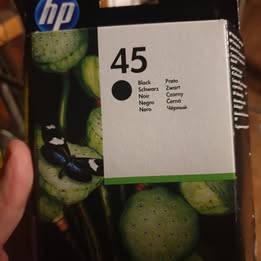 hp
45
Black Preto
Schwarz Zwart
Noir Czarny
Negro Černá
Nero Чёрный